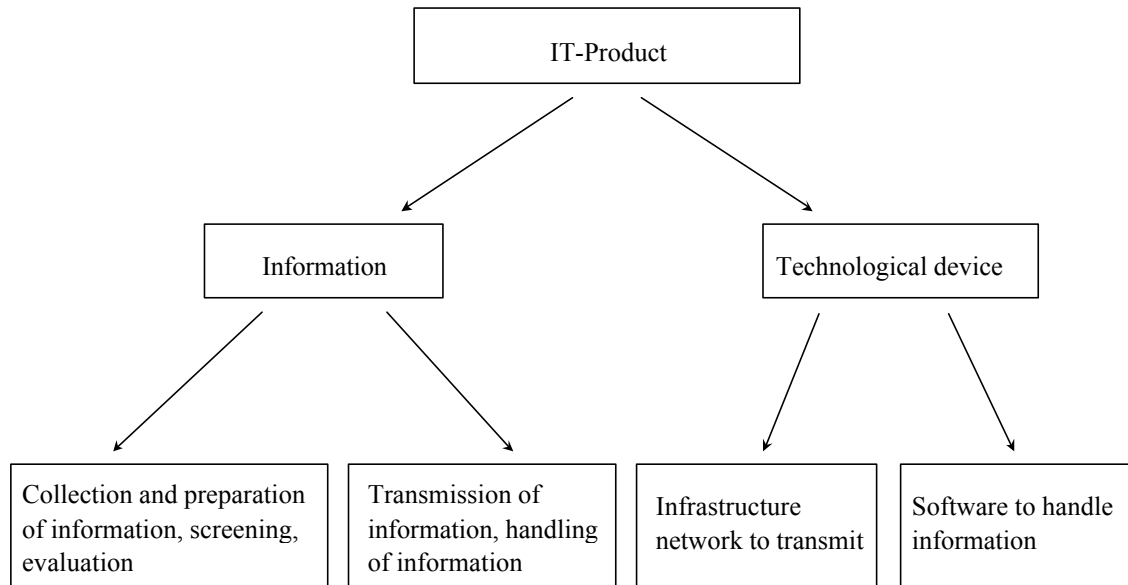 IT-Product
Information
Technological device
Collection and preparation
of information, screening,
evaluation
Transmission of
information, handling
of information
Infrastructure
network to transmit
Software to handle
information